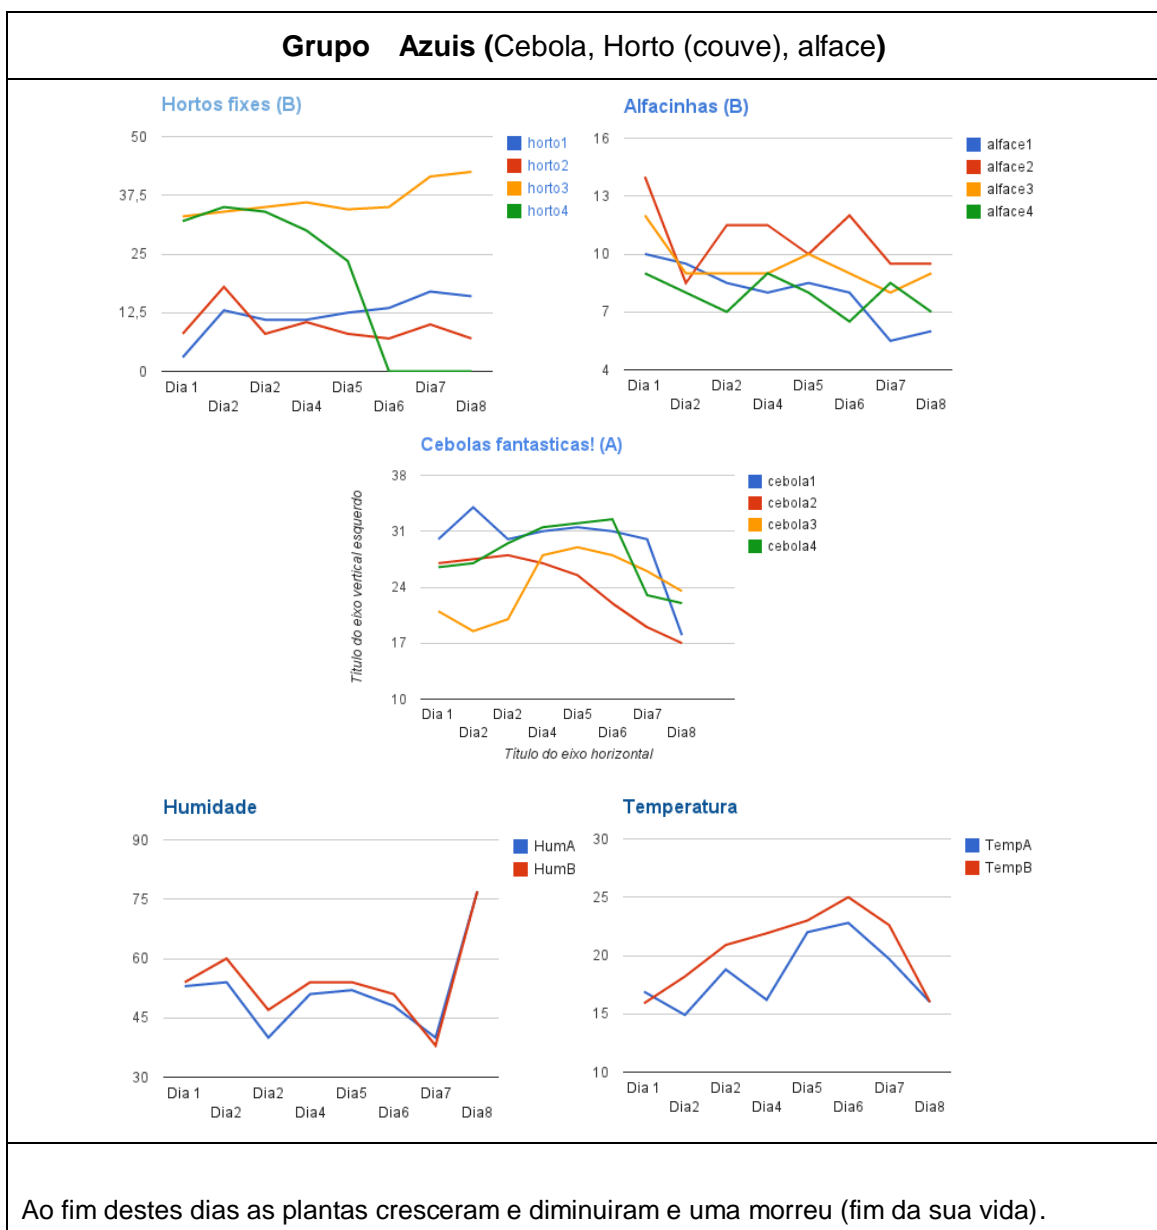 Grupo Azuis (Cebola, Horto (couve), alface)
Hortos fixes (B)
50
37,5
25
12,5
0
Dia 1
Dia2
Dia2
Dia4
Dia5
Dia6
Dia7
Dia8
horto1
horto2
horto3
horto4
Alfacinhas (B)
16
13
10
7
4
Dia 1
Dia2
Dia2
Dia4
Dia5
Dia6
Dia7
Dia8
alface1
alface2
alface3
alface4
Cebolas fantasticas! (A)
Título do eixo vertical esquerdo
38
31
24
17
10
Dia 1
Dia2
Dia2
Dia4
Dia5
Dia6
Dia7
Dia8
Título do eixo horizontal
cebola1
cebola2
cebola3
cebola4
Humidade
90
75
60
45
30
Dia 1
Dia2
Dia2
Dia4
Dia5
Dia6
Dia7
Dia8
HumA
HumB
Temperatura
30
25
20
15
10
Dia 1
Dia2
Dia2
Dia4
Dia5
Dia6
Dia7
Dia8
TempA
TempB
Ao fim destes dias as plantas cresceram e diminuiram e uma morreu (fim da sua vida).